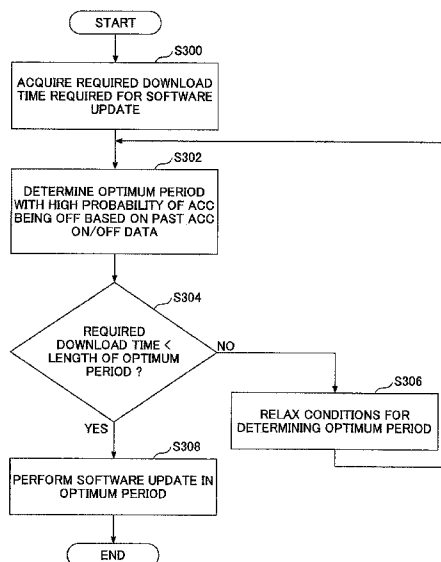 START
S300
ACQUIRE REQUIRED DOWNLOAD
TIME REQUIRED FOR SOFTWARE
UPDATE
S302
DETERMINE OPTIMUM PERIOD
WITH HIGH PROBABILITY OF ACC
BEING OFF BASED ON PAST ACC
ON/OFF DATA
S304
REQUIRED
DOWNLOAD TIME <
LENGTH OF OPTIMUM
PERIOD ?
NO
S306
RELAX CONDITIONS FOR
DETERMINING OPTIMUM PERIOD
YES
S308
PERFORM SOFTWARE UPDATE IN
OPTIMUM PERIOD
END